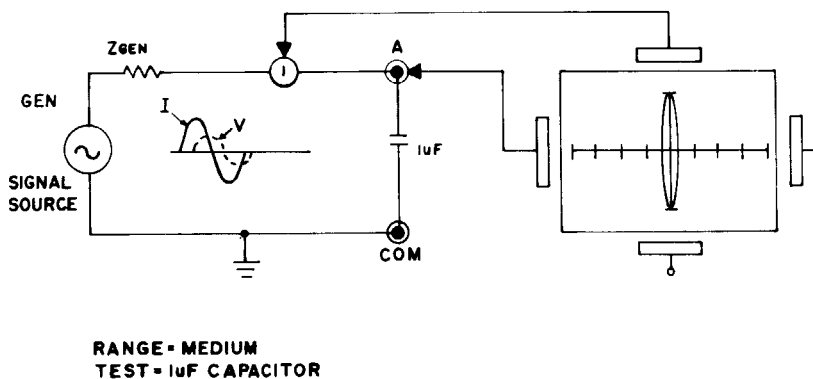 A
ZGEN
I
GEN
I
V
1uF
SIGNAL
SOURCE
COM
RANGE = MEDIUM
TEST = 1uF CAPACITOR